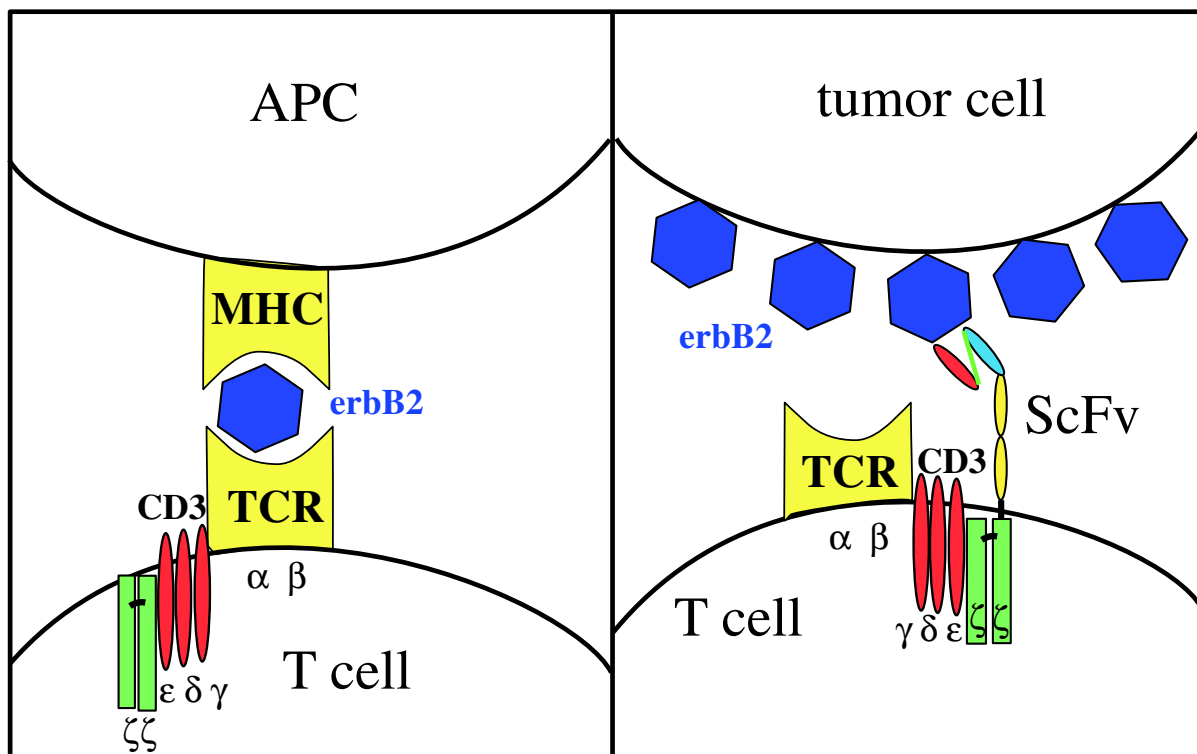 APC
MHC
erbB2
CD3
TCR
α β
T cell
ε δ γ
ζζ
tumor cell
erbB2
ScFv
TCR
CD3
α β
T cell
γ δ ε ζ ζ